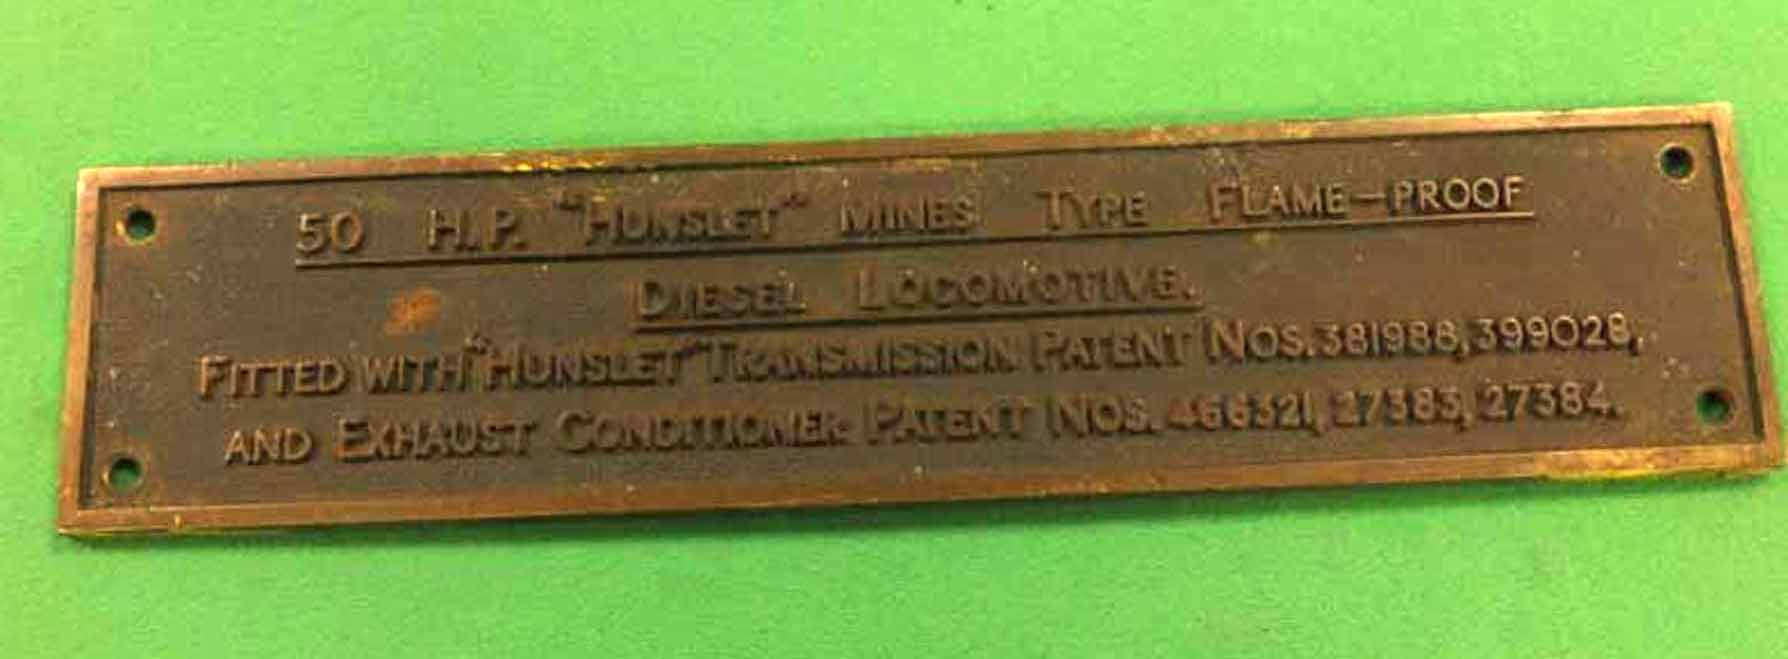 50 H.P. "HUNSLET" MINES TYPE FLAME-PROOF
DIESEL LOCOMOTIVE.
FITTED WITH "HUNSLET" TRANSMISSION PATENT NOS. 381988, 399028,
AND EXHAUST CONDITIONER PATENT NOS. 466321, 27383, 27384.